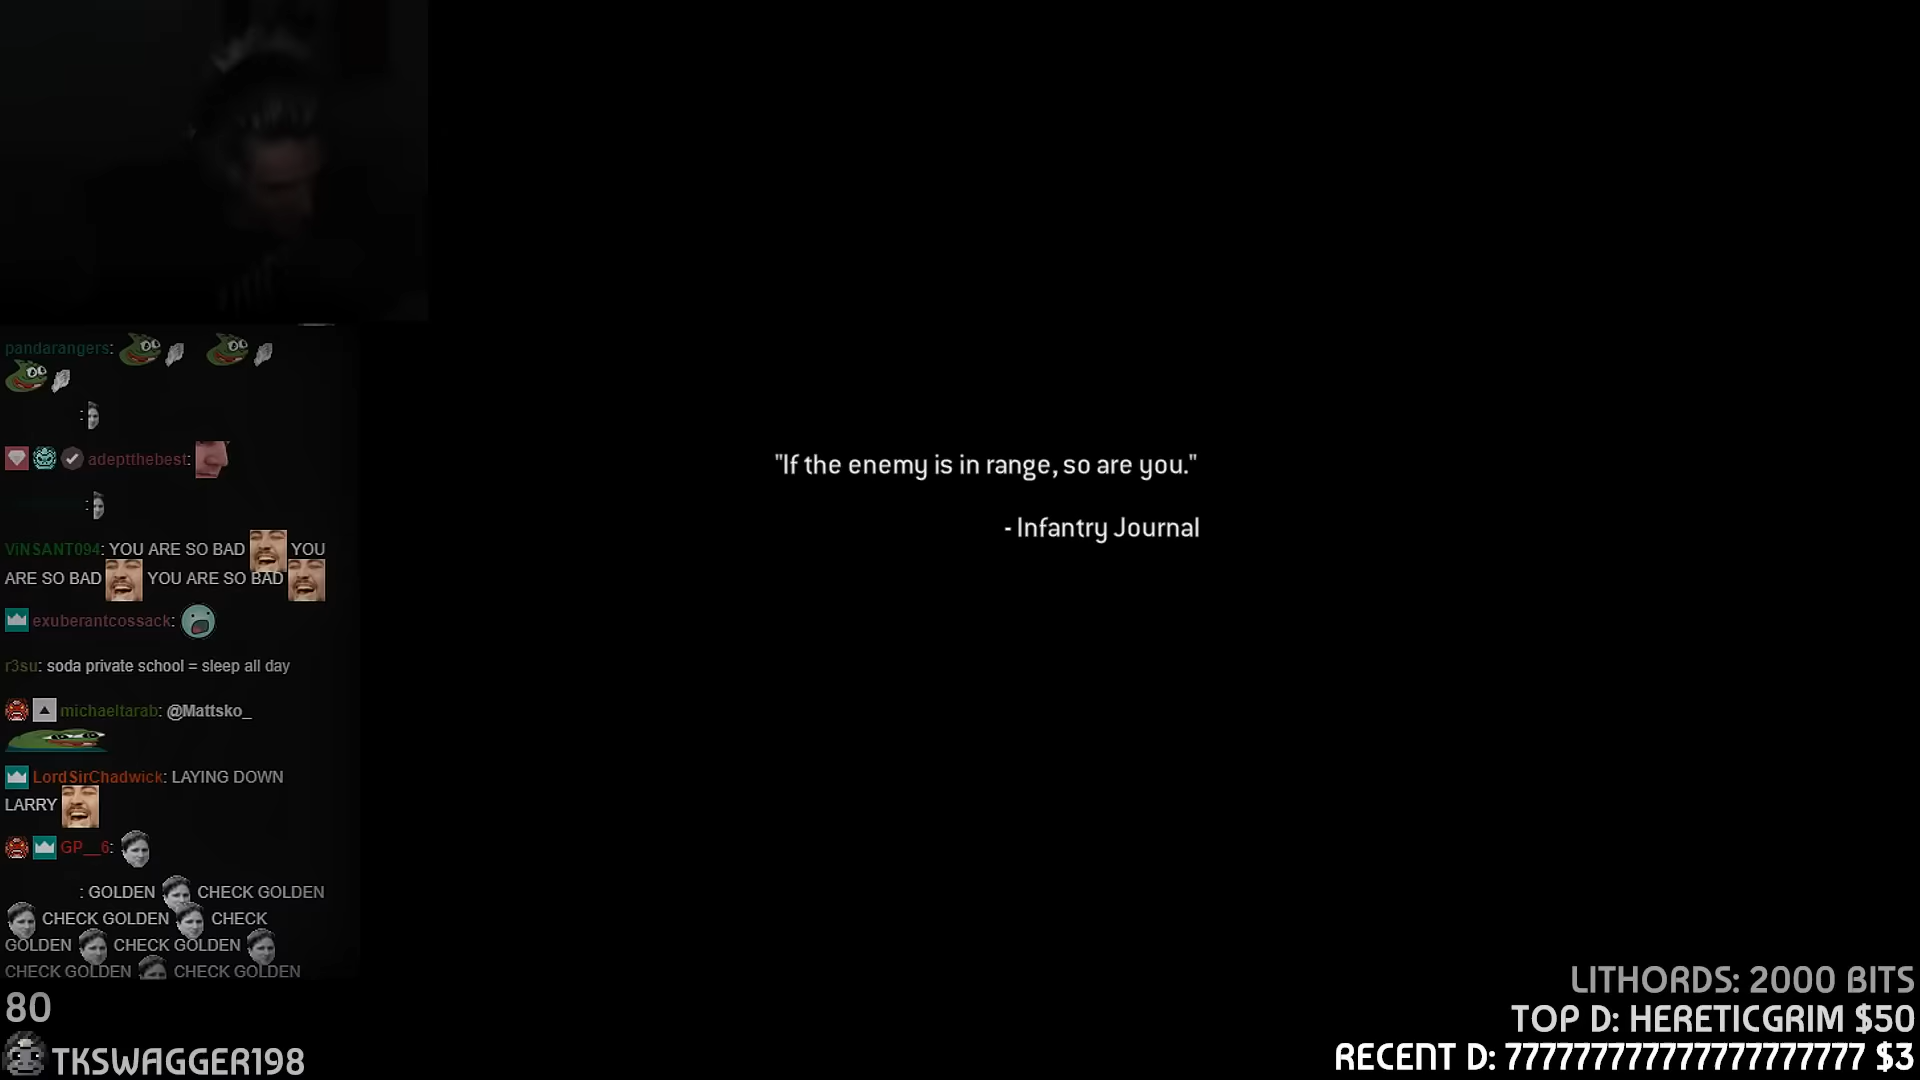 pandarangers:
:
adeptthebest:
:
ViNSANT094: YOU ARE SO BAD YOU
ARE SO BAD YOU ARE SO BAD
exuberantcossack:
r3su: soda private school = sleep all day
michaeltarab: @Mattsko_
LordSirChadwick: LAYING DOWN
LARRY
GP__6:
: GOLDEN CHECK GOLDEN
CHECK GOLDEN CHECK
GOLDEN CHECK GOLDEN
CHECK GOLDEN CHECK GOLDEN
80
TKSWAGGER198
"If the enemy is in range, so are you."
- Infantry Journal
LITHORDS: 2000 BITS
TOP D: HERETICGRIM $50
RECENT D: 7777777777777777777777 $3